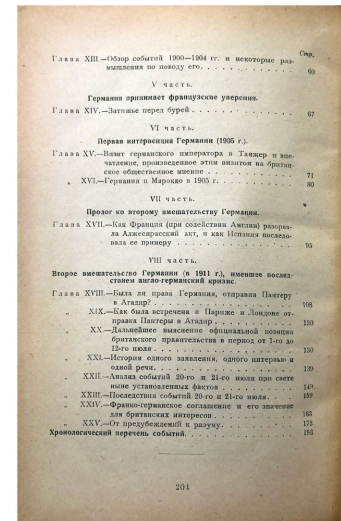 Стр.
Глава XIII.—Обзор событий 1900—1904 гг. и некоторые раз-
мышления по поводу его. . . . . . . . . . . . 60
V часть.
Германия принимает французские уверения.
Глава XIV.—Затишье перед бурей . . . . . . . . . . . . 67
VI часть.
Первая интервенция Германии (1905 г.).
Глава XV.—Визит германского императора в Танжер и впе-
чатление, произведенное этим визитом на британ-
ское общественное мнение . . . . . . . . . . 71
„ XVI.—Германия и Марокко в 1905 г. . . . . . . . . . 80
VII часть.
Пролог ко второму вмешательству Германии.
Глава XVII.—Как Франция (при содействии Англии) разорва-
ла Алжесирасский акт, и как Испания последо-
вала ее примеру . . . . . . . . . . . . . 95
VIII часть.
Второе вмешательство Германии (в 1911 г.), имевшее послед-
станем англо-германский кризис.
Глава XVIII.—Была ли права Германия, отправив Пантеру
в Агадир? . . . . . . . . . . . . . . . . 108
„ XIX.—Как была встречена в Париже и Лондоне от-
правка Пантеры в Агадир . . . . . . . . . . 120
„ XX.—Дальнейшее выяснение официальной позиции
британского правительства в период от 1-го до
12-го июля . . . . . . . . . . . . . . . . 130
„ XXI.—История одного заявления, одного интервью и
одной речи. . . . . . . . . . . . . . . . 139
„ XXII.—Анализ событий 20-го и 21-го июля при свете
ныне установленных фактов . . . . . . . . . 149
„ XXIII.—Последствия событий 20-го и 21-го июля. . . . 159
„ XXIV.—Франко-германское соглашение и его значение
для британских интересов . . . . . . . . . . 163
„ XXV.—От предубеждений к разуму. . . . . . . . . . 173
Хронологический перечень событий. . . . . . . . . . . . 193
204